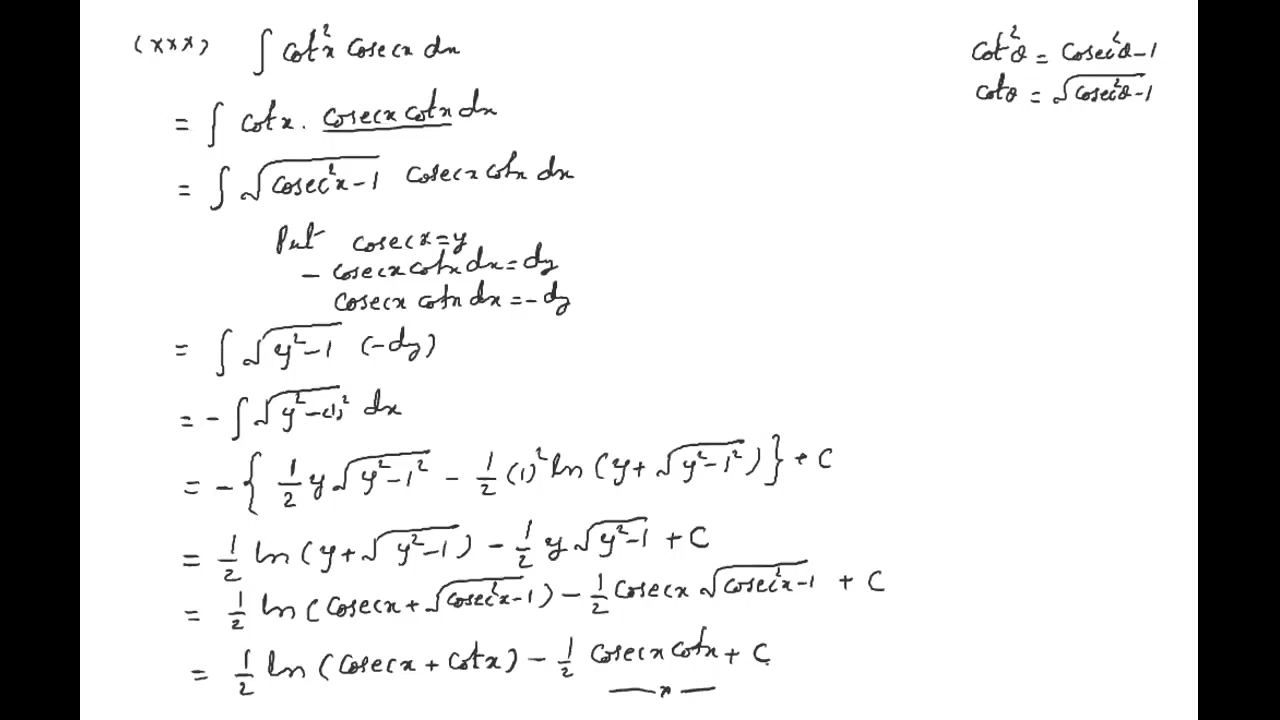 (xxx) ∫ cot²x cosecx dx
cot²θ = cosec²θ-1
cotθ = √(cosec²θ-1)
= ∫ cotx . cosecx cotx dx
= ∫ √(cosec²x-1) cosecx cotx dx
Put cosecx=y
- cosecx cotx dx = dy
cosecx cotx dx = -dy
= ∫ √(y²-1) (-dy)
= - ∫ √(y²-(1)²) dx
= - { 1/2 y √(y²-1²) - 1/2 (1)² ln (y+√(y²-1²)) } + C
= 1/2 ln (y+√(y²-1)) - 1/2 y √(y²-1) + C
= 1/2 ln (cosecx + √(cosec²x-1)) - 1/2 cosecx √(cosec²x-1) + C
= 1/2 ln (cosecx + cotx) - 1/2 cosecx cotx + C